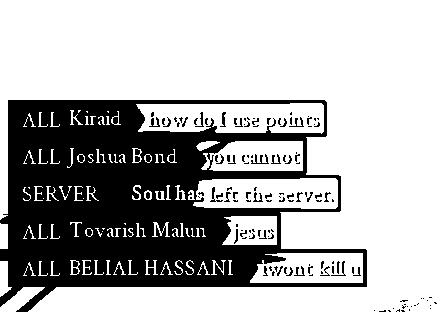 ALL Kiraid how do I use points
ALL Joshua Bond you cannot
SERVER Soul has left the server.
ALL Tovarish Malun jesus
ALL BELIAL HASSANI iwont kill u